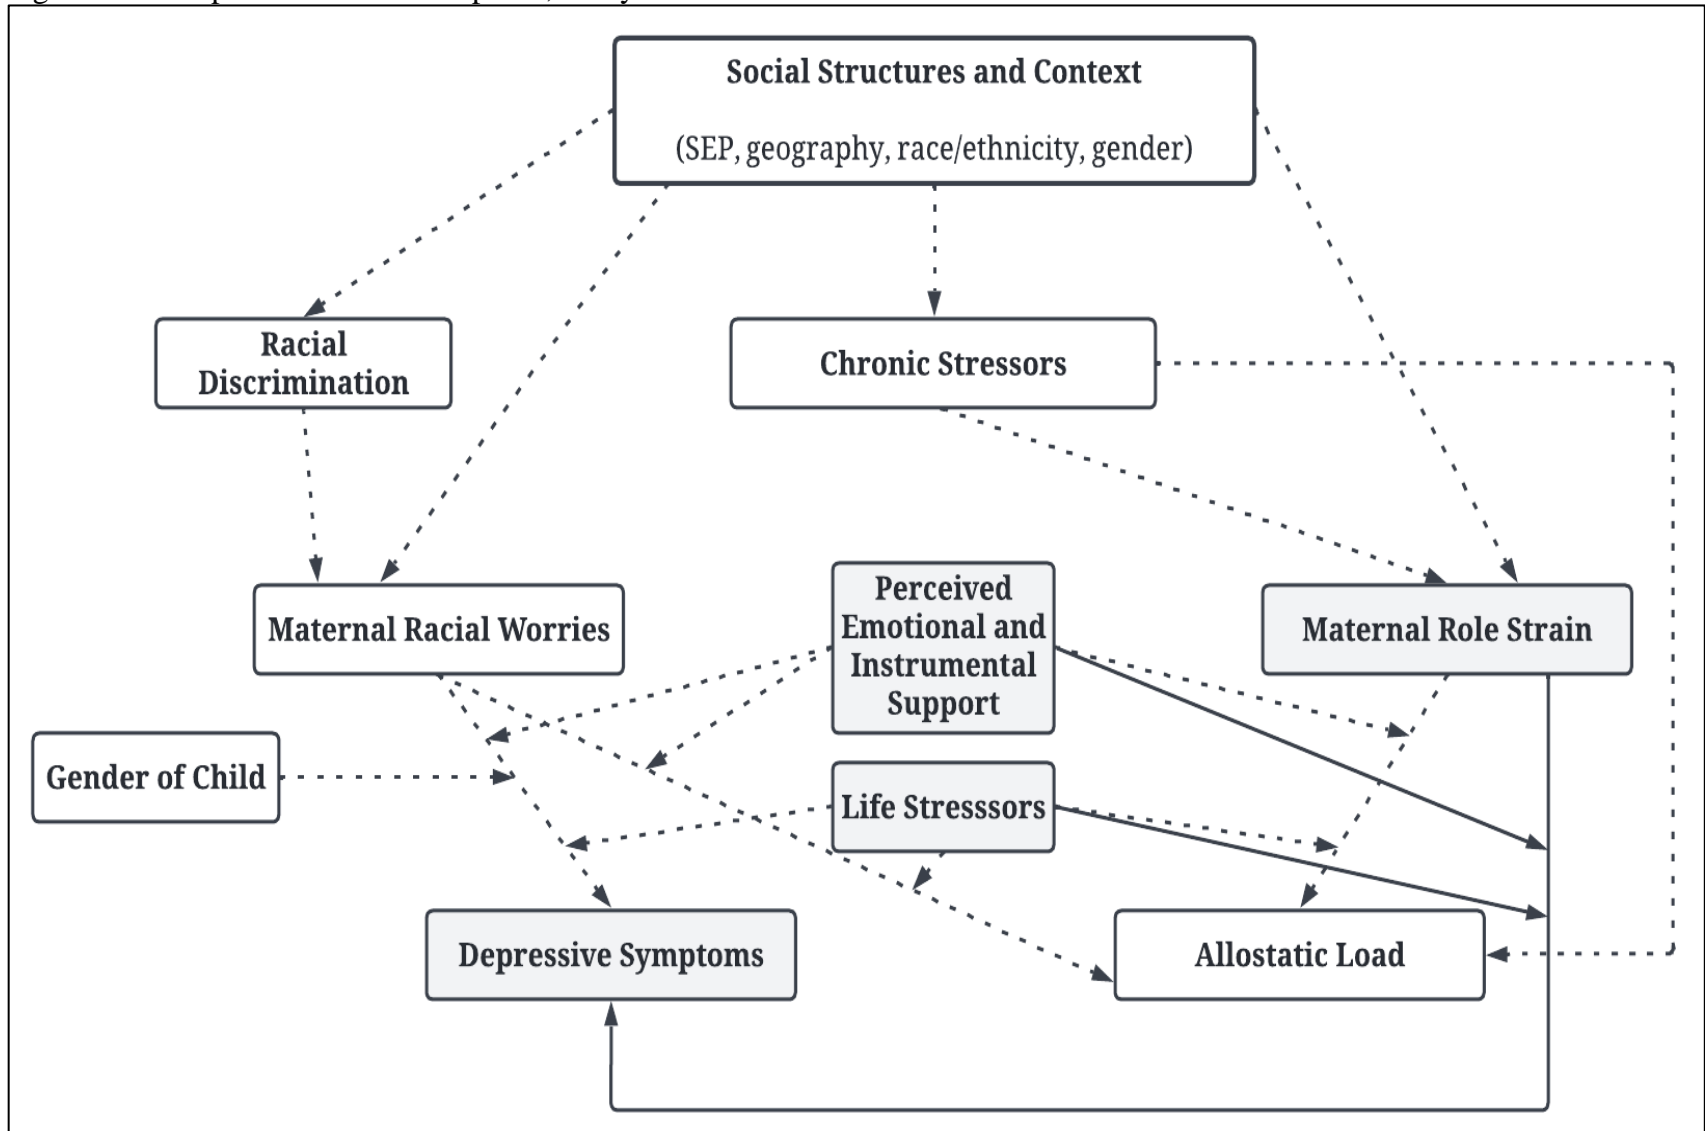 Social Structures and Context
(SEP, geography, race/ethnicity, gender)
Racial
Discrimination
Chronic Stressors
Maternal Racial Worries
Perceived
Emotional and
Instrumental
Support
Maternal Role Strain
Gender of Child
Life Stresssors
Depressive Symptoms
Allostatic Load